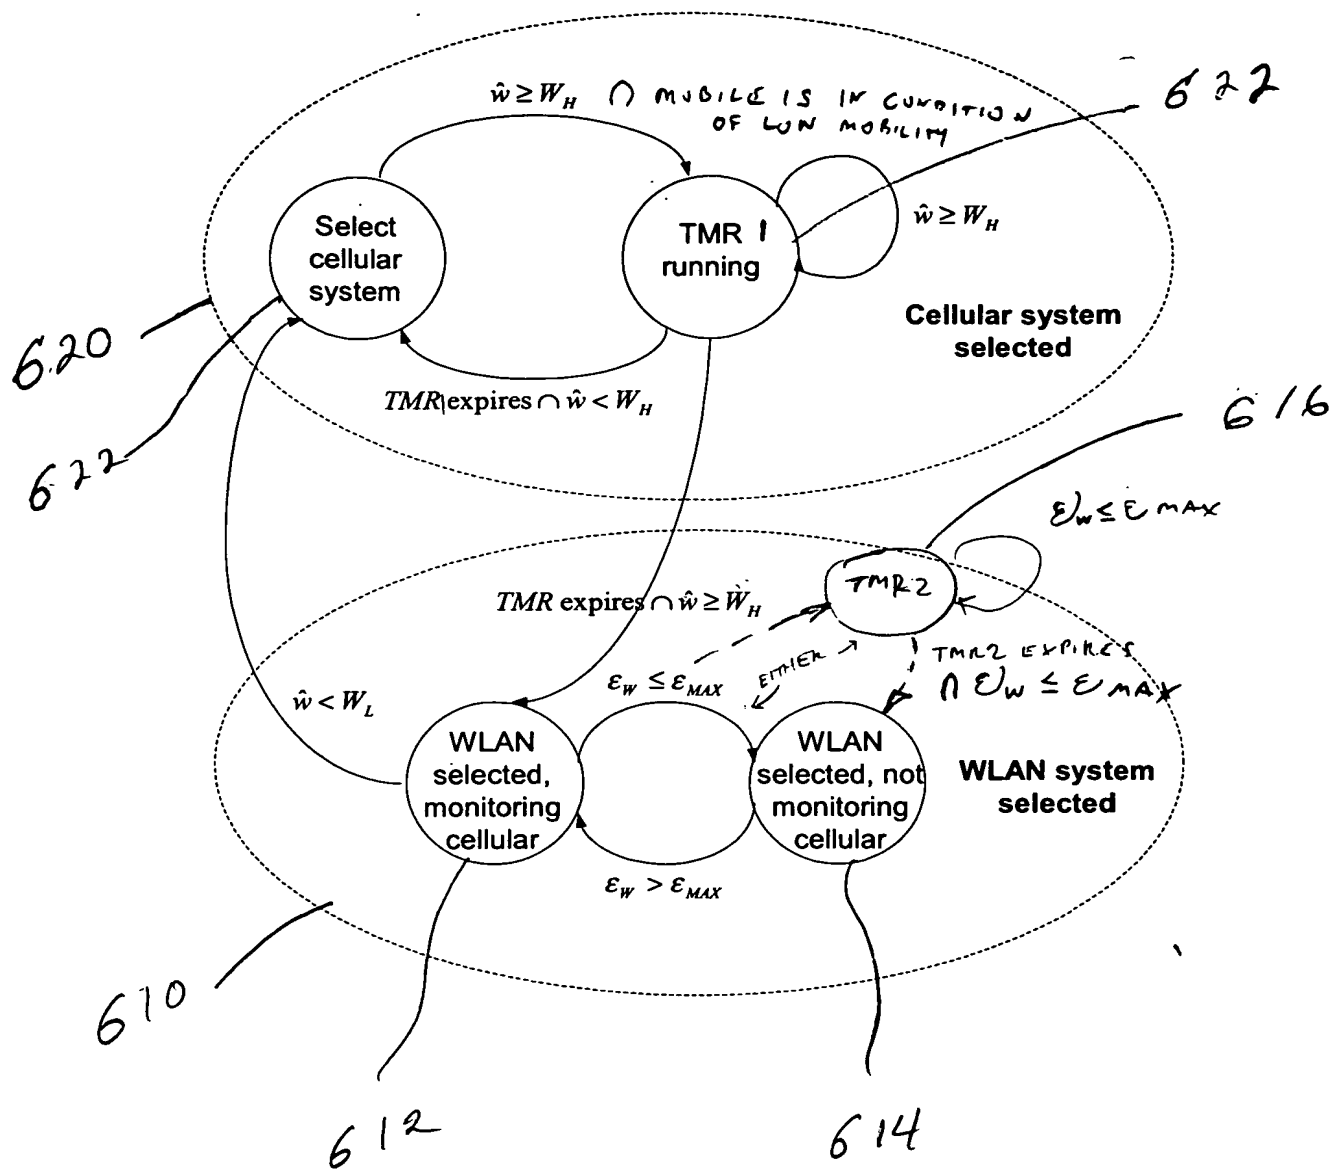 ŵ ≥ W_H ∩ MOBILE IS IN CONDITION
OF LOW MOBILITY
622
Select
cellular
system
TMR 1
running
ŵ ≥ W_H
Cellular system
selected
620
TMR|expires ∩ ŵ < W_H
622
616
ε_W ≤ ε MAX
TMR2
TMR expires ∩ ŵ ≥ W_H
EITHER
TMR2 EXPIRES
∩ ε_W ≤ ε MAX
ε_W ≤ ε_MAX
ŵ < W_L
WLAN
selected,
monitoring
cellular
WLAN
selected, not
monitoring
cellular
WLAN system
selected
ε_W > ε_MAX
610
612
614